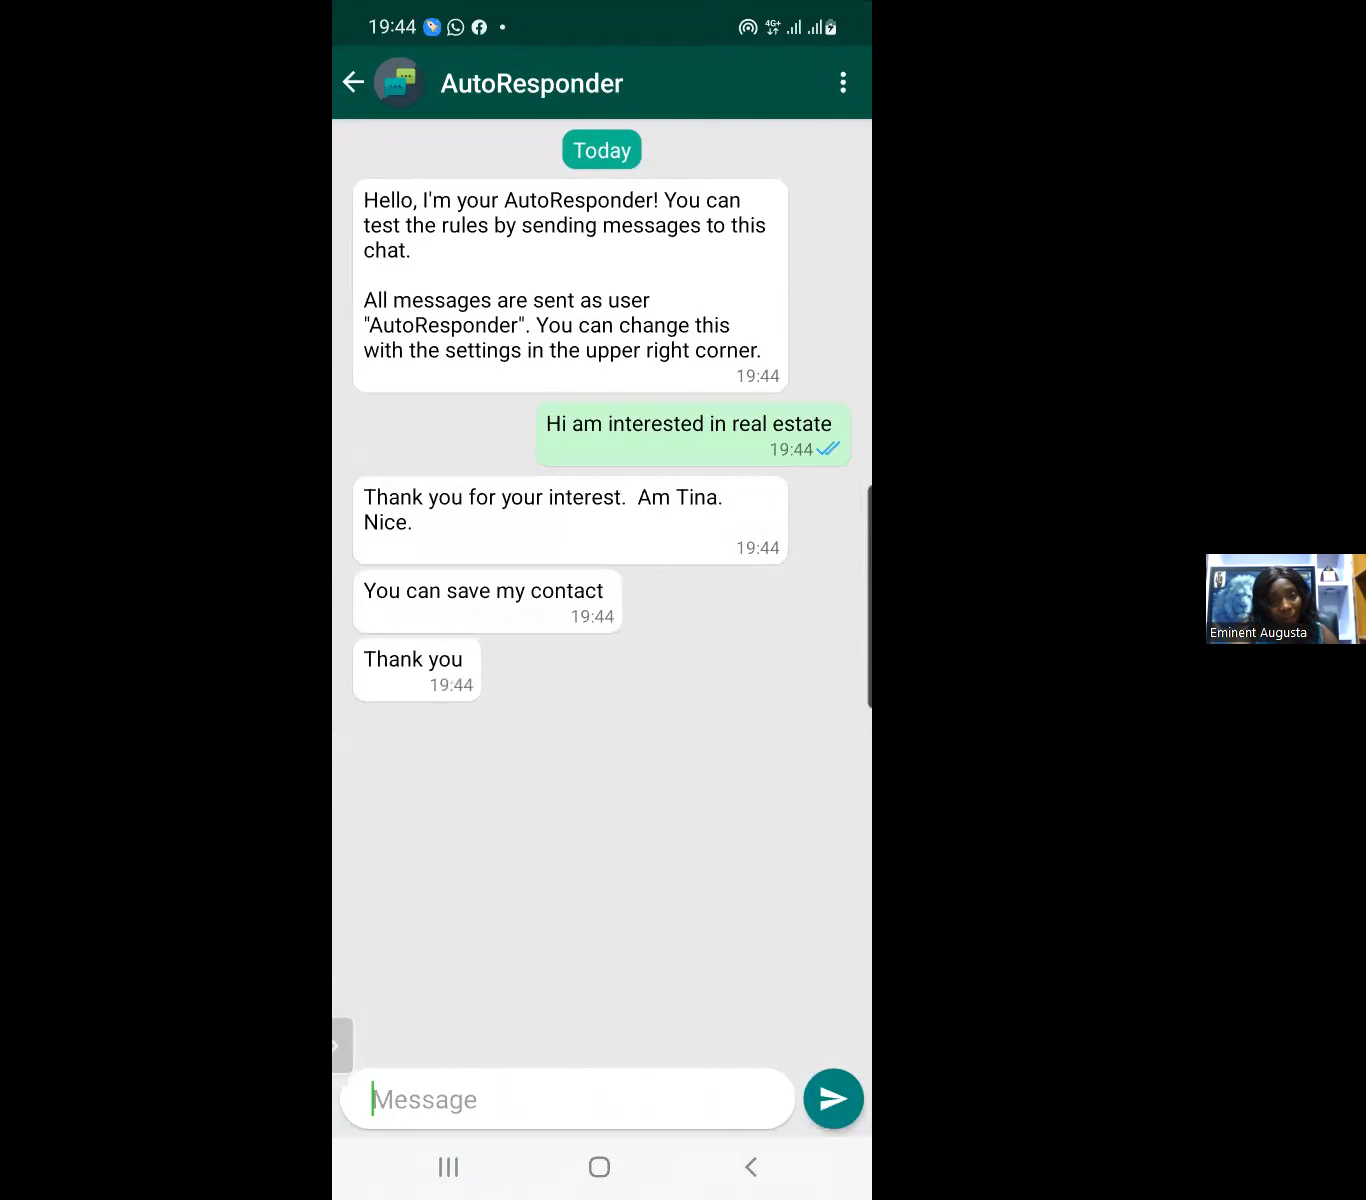 19:44
4G+
AutoResponder
Today
Hello, I'm your AutoResponder! You can
test the rules by sending messages to this
chat.
All messages are sent as user
"AutoResponder". You can change this
with the settings in the upper right corner.
19:44
Hi am interested in real estate
19:44
Thank you for your interest.  Am Tina.
Nice.
19:44
You can save my contact
19:44
Thank you
19:44
Eminent Augusta
Message